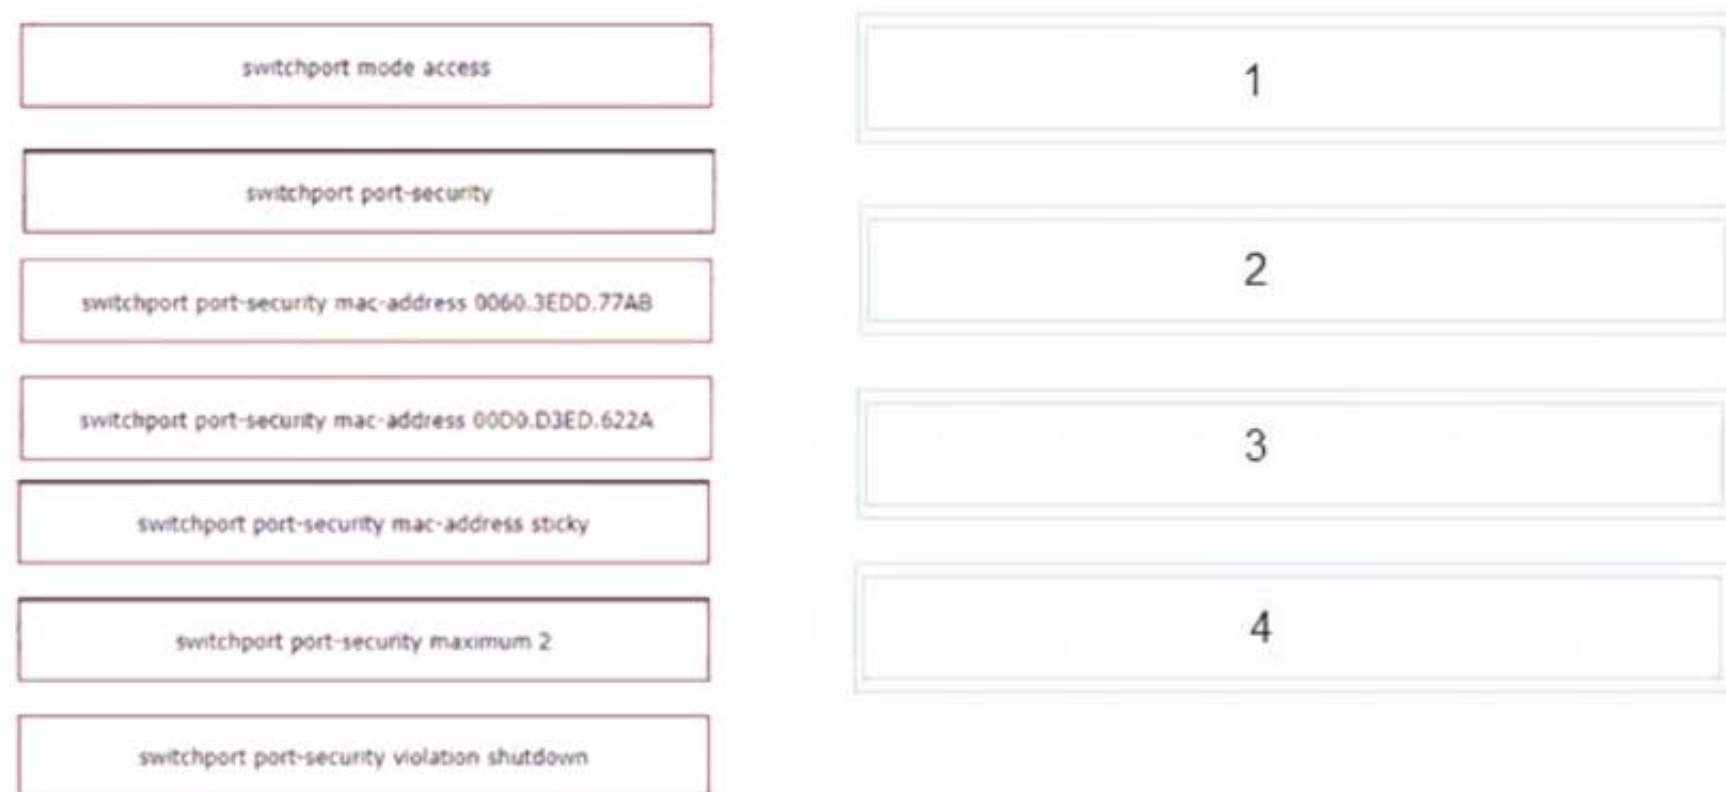 switchport mode access
switchport port-security
switchport port-security mac-address 0060.3EDD.77AB
switchport port-security mac-address 00D0.D3ED.622A
switchport port-security mac-address sticky
switchport port-security maximum 2
switchport port-security violation shutdown
1
2
3
4